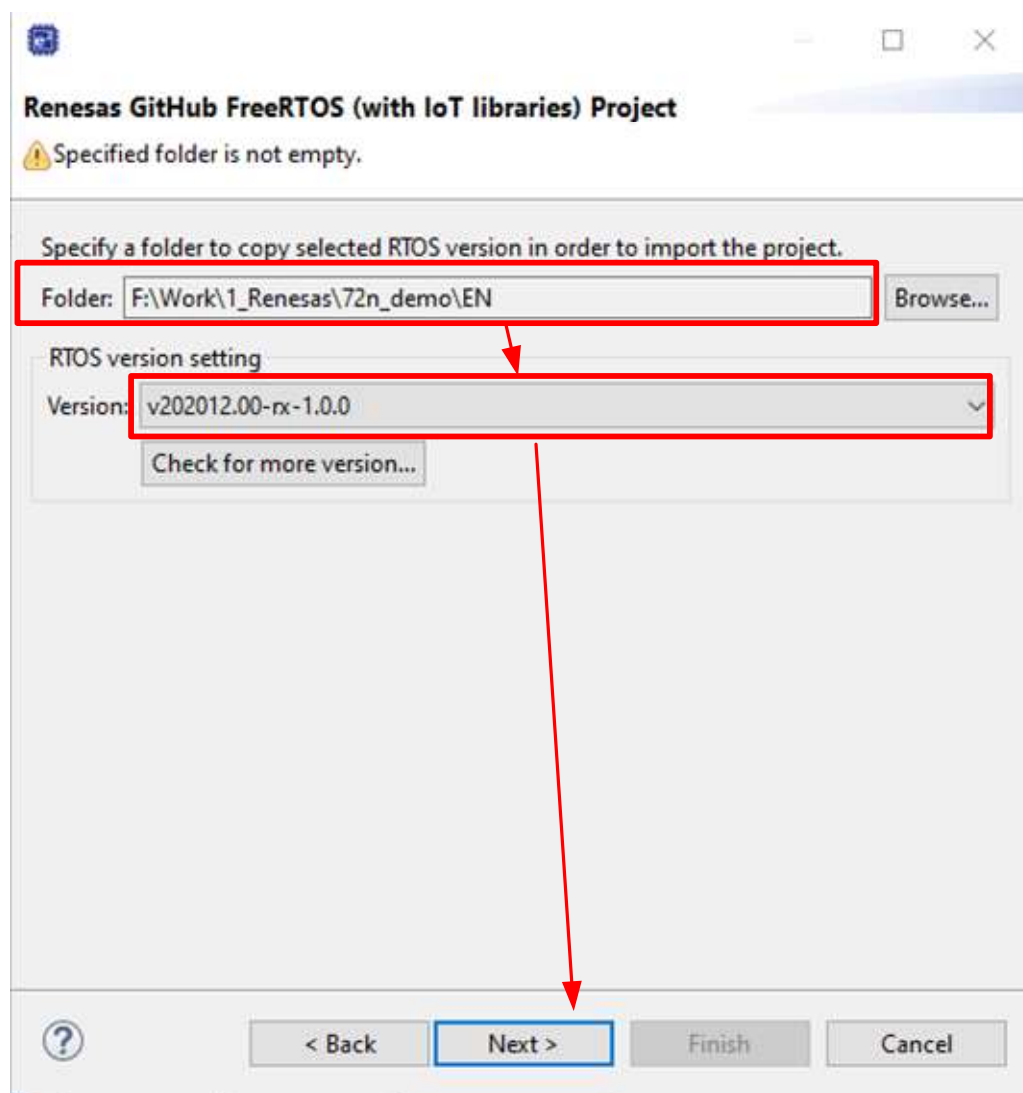 Renesas GitHub FreeRTOS (with IoT libraries) Project
Specified folder is not empty.
Specify a folder to copy selected RTOS version in order to import the project.
Folder: F:\Work\1_Renesas\72n_demo\EN Browse...
RTOS version setting
Version: v202012.00-rx-1.0.0
Check for more version...
? < Back Next > Finish Cancel